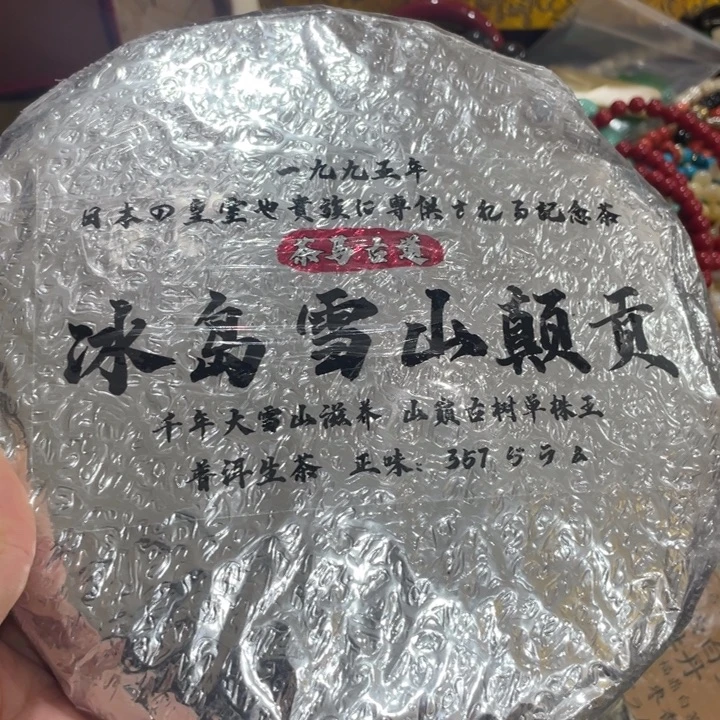 一九九五年
日本の皇室や貴族に専供される記念茶
茶马古道
冰岛雪山颠贡
千年大雪山滋养 山巅古树单株王
普洱生茶 正味: 357ぢラム